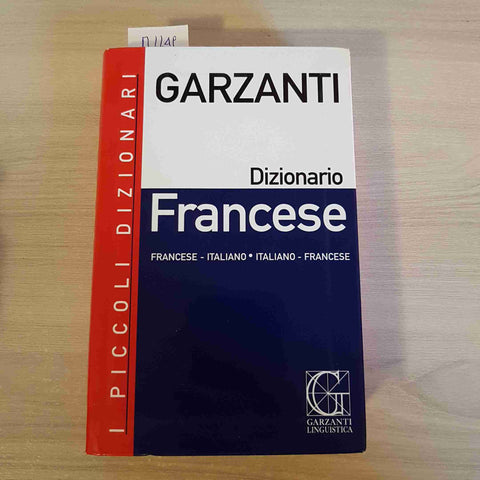 GARZANTI
Dizionario
Francese
FRANCESE - ITALIANO • ITALIANO - FRANCESE
I PICCOLI DIZIONARI
G
GARZANTI
LINGUISTICA